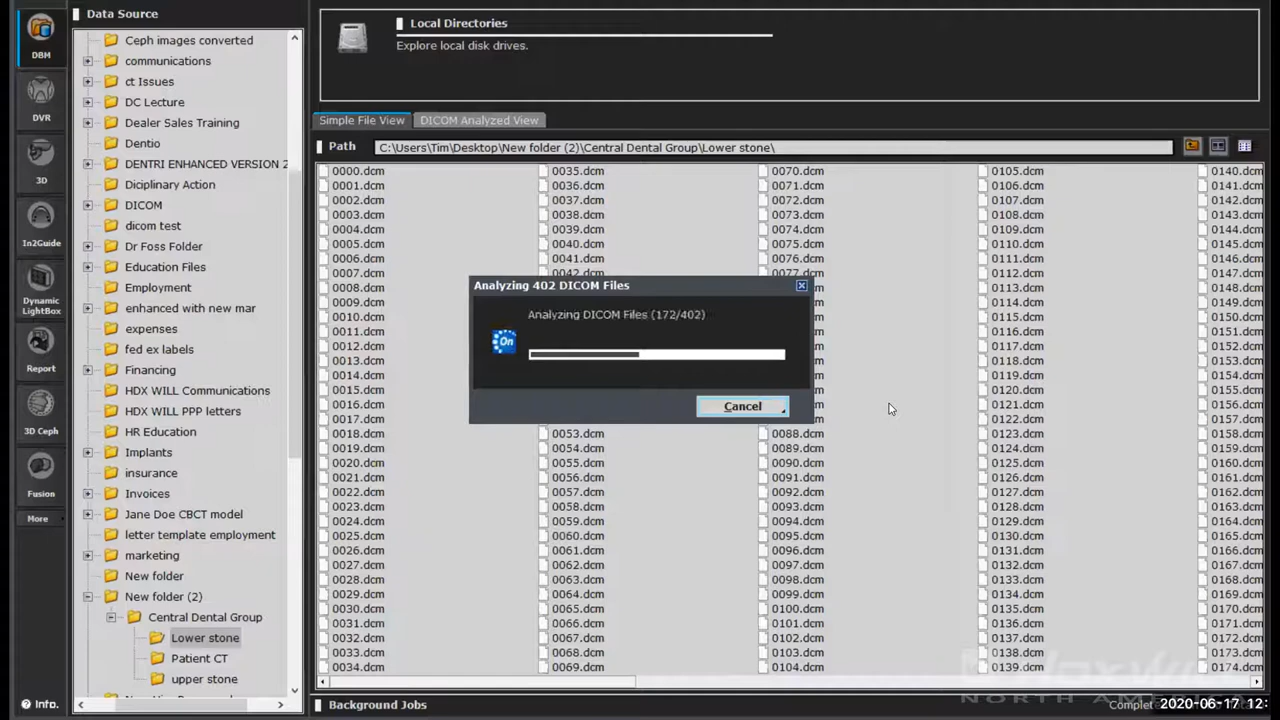 Data Source
DBM
DVR
3D
In2Guide
Dynamic
LightBox
Report
3D Ceph
Fusion
More
Info.
Ceph images converted
communications
ct Issues
DC Lecture
Dealer Sales Training
Dentio
DENTRI ENHANCED VERSION 2
Diciplinary Action
DICOM
dicom test
Dr Foss Folder
Education Files
Employment
enhanced with new mar
expenses
fed ex labels
Financing
HDX WILL Communications
HDX WILL PPP letters
HR Education
Implants
insurance
Invoices
Jane Doe CBCT model
letter template employment
marketing
New folder
New folder (2)
Central Dental Group
Lower stone
Patient CT
upper stone
Local Directories
Explore local disk drives.
Simple File View DICOM Analyzed View
Path C:\Users\Tim\Desktop\New folder (2)\Central Dental Group\Lower stone\
0000.dcm 0035.dcm 0070.dcm 0105.dcm 0140.dcm
0001.dcm 0036.dcm 0071.dcm 0106.dcm 0141.dcm
0002.dcm 0037.dcm 0072.dcm 0107.dcm 0142.dcm
0003.dcm 0038.dcm 0073.dcm 0108.dcm 0143.dcm
0004.dcm 0039.dcm 0074.dcm 0109.dcm 0144.dcm
0005.dcm 0040.dcm 0075.dcm 0110.dcm 0145.dcm
0006.dcm 0041.dcm 0076.dcm 0111.dcm 0146.dcm
0007.dcm 0042.dcm 0077.dcm 0112.dcm 0147.dcm
0008.dcm 0113.dcm 0148.dcm
0009.dcm 0114.dcm 0149.dcm
0010.dcm 0115.dcm 0150.dcm
0011.dcm 0116.dcm 0151.dcm
0012.dcm 0117.dcm 0152.dcm
0013.dcm 0118.dcm 0153.dcm
0014.dcm 0119.dcm 0154.dcm
0015.dcm 0120.dcm 0155.dcm
0016.dcm 0121.dcm 0156.dcm
0017.dcm 0122.dcm 0157.dcm
0018.dcm 0053.dcm 0088.dcm 0123.dcm 0158.dcm
0019.dcm 0054.dcm 0089.dcm 0124.dcm 0159.dcm
0020.dcm 0055.dcm 0090.dcm 0125.dcm 0160.dcm
0021.dcm 0056.dcm 0091.dcm 0126.dcm 0161.dcm
0022.dcm 0057.dcm 0092.dcm 0127.dcm 0162.dcm
0023.dcm 0058.dcm 0093.dcm 0128.dcm 0163.dcm
0024.dcm 0059.dcm 0094.dcm 0129.dcm 0164.dcm
0025.dcm 0060.dcm 0095.dcm 0130.dcm 0165.dcm
0026.dcm 0061.dcm 0096.dcm 0131.dcm 0166.dcm
0027.dcm 0062.dcm 0097.dcm 0132.dcm 0167.dcm
0028.dcm 0063.dcm 0098.dcm 0133.dcm 0168.dcm
0029.dcm 0064.dcm 0099.dcm 0134.dcm 0169.dcm
0030.dcm 0065.dcm 0100.dcm 0135.dcm 0170.dcm
0031.dcm 0066.dcm 0101.dcm 0136.dcm 0171.dcm
0032.dcm 0067.dcm 0102.dcm 0137.dcm 0172.dcm
0033.dcm 0068.dcm 0103.dcm 0138.dcm 0173.dcm
0034.dcm 0069.dcm 0104.dcm 0139.dcm 0174.dcm
Analyzing 402 DICOM Files
Analyzing DICOM Files (172/402)
On
Cancel
NORTH AMERICA
Background Jobs
Complete 2020-06-17 12: